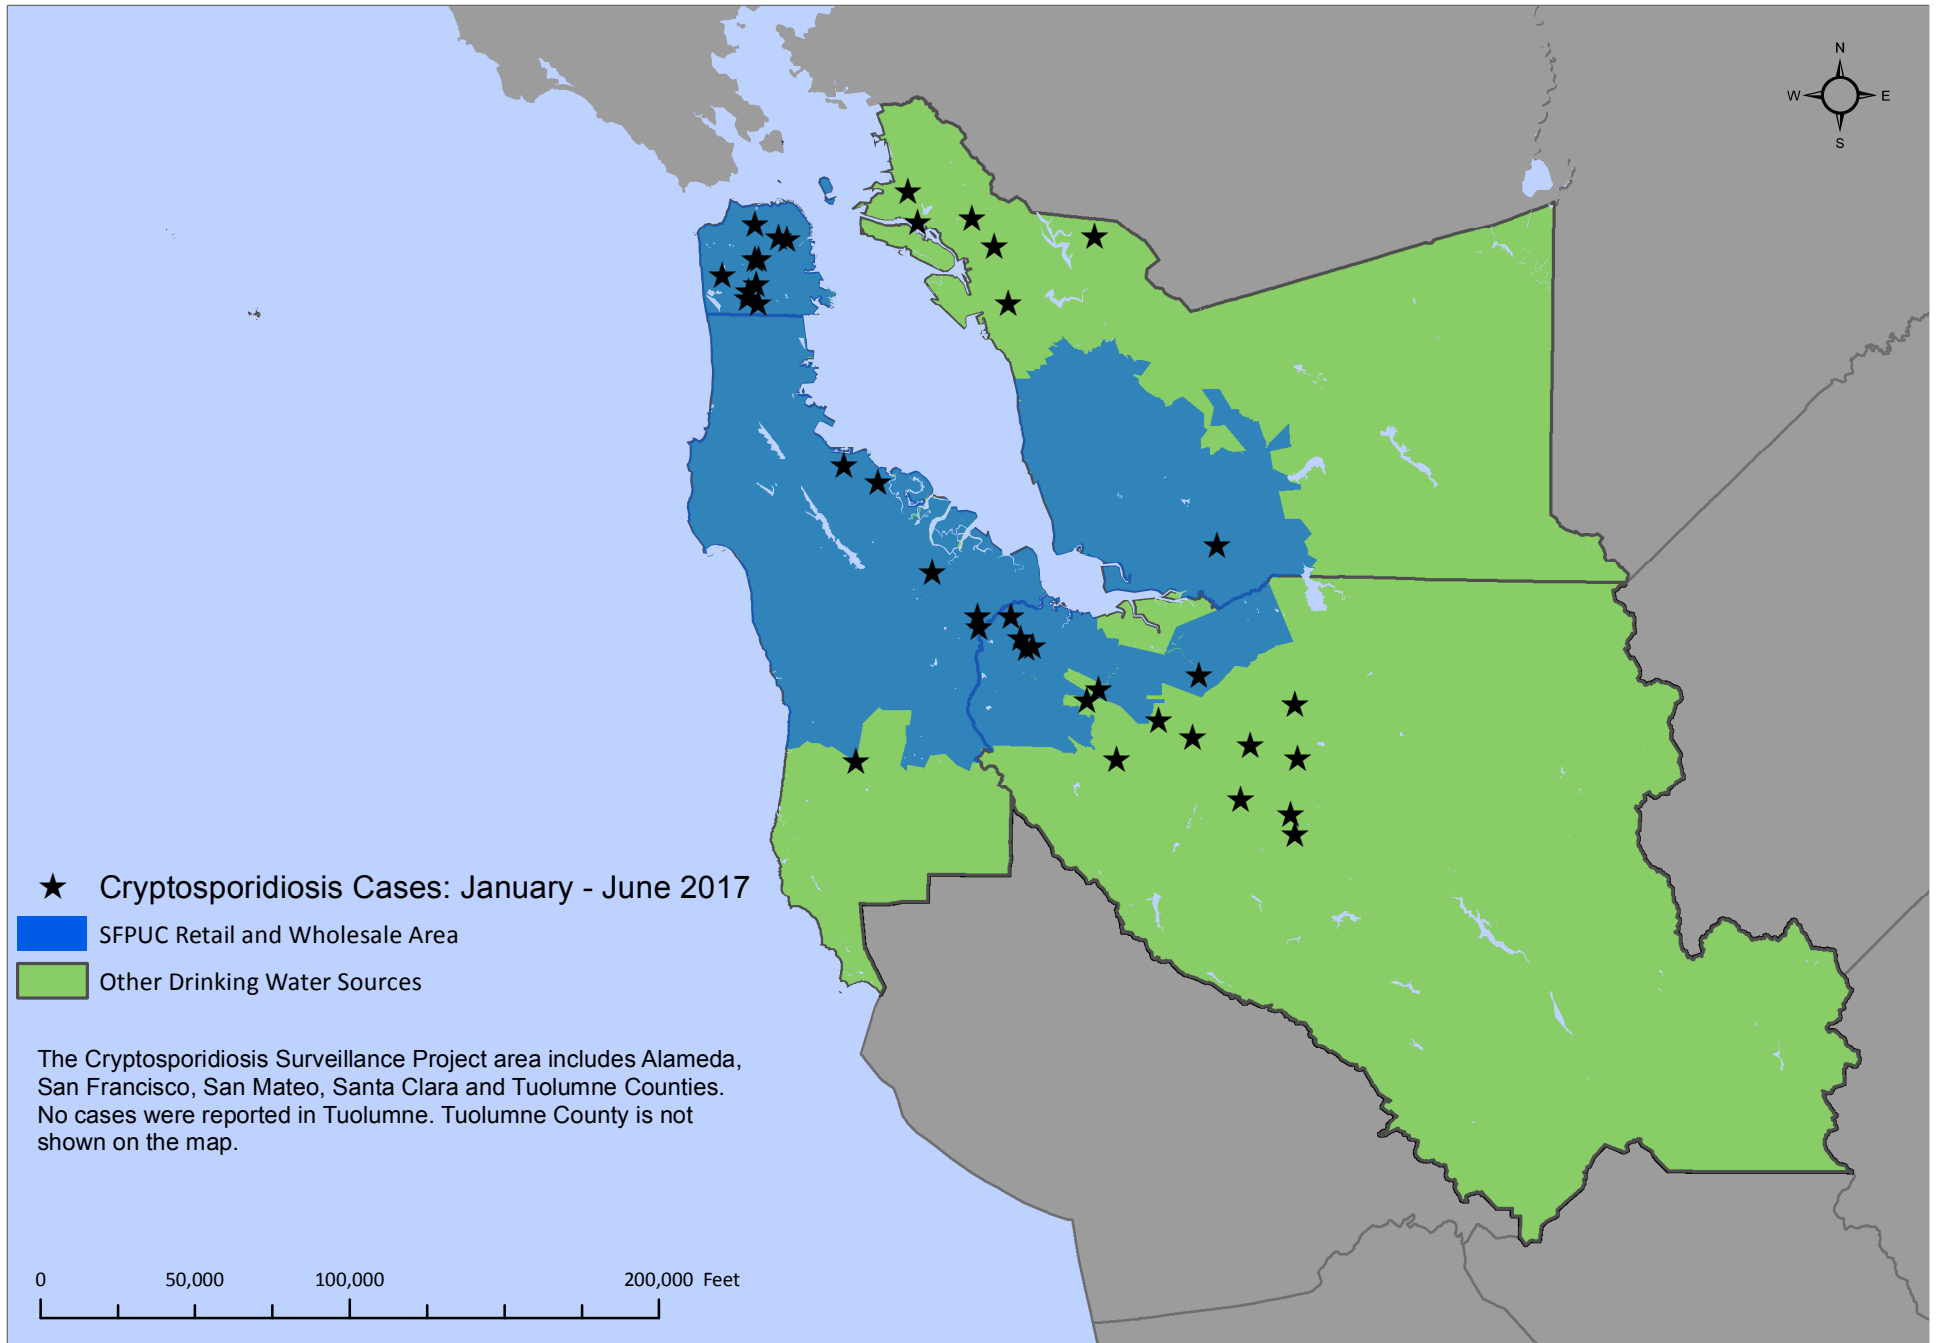 N
W E
S
Cryptosporidiosis Cases: January - June 2017
SFPUC Retail and Wholesale Area
Other Drinking Water Sources
The Cryptosporidiosis Surveillance Project area includes Alameda,
San Francisco, San Mateo, Santa Clara and Tuolumne Counties.
No cases were reported in Tuolumne. Tuolumne County is not
shown on the map.
0 50,000 100,000 200,000 Feet